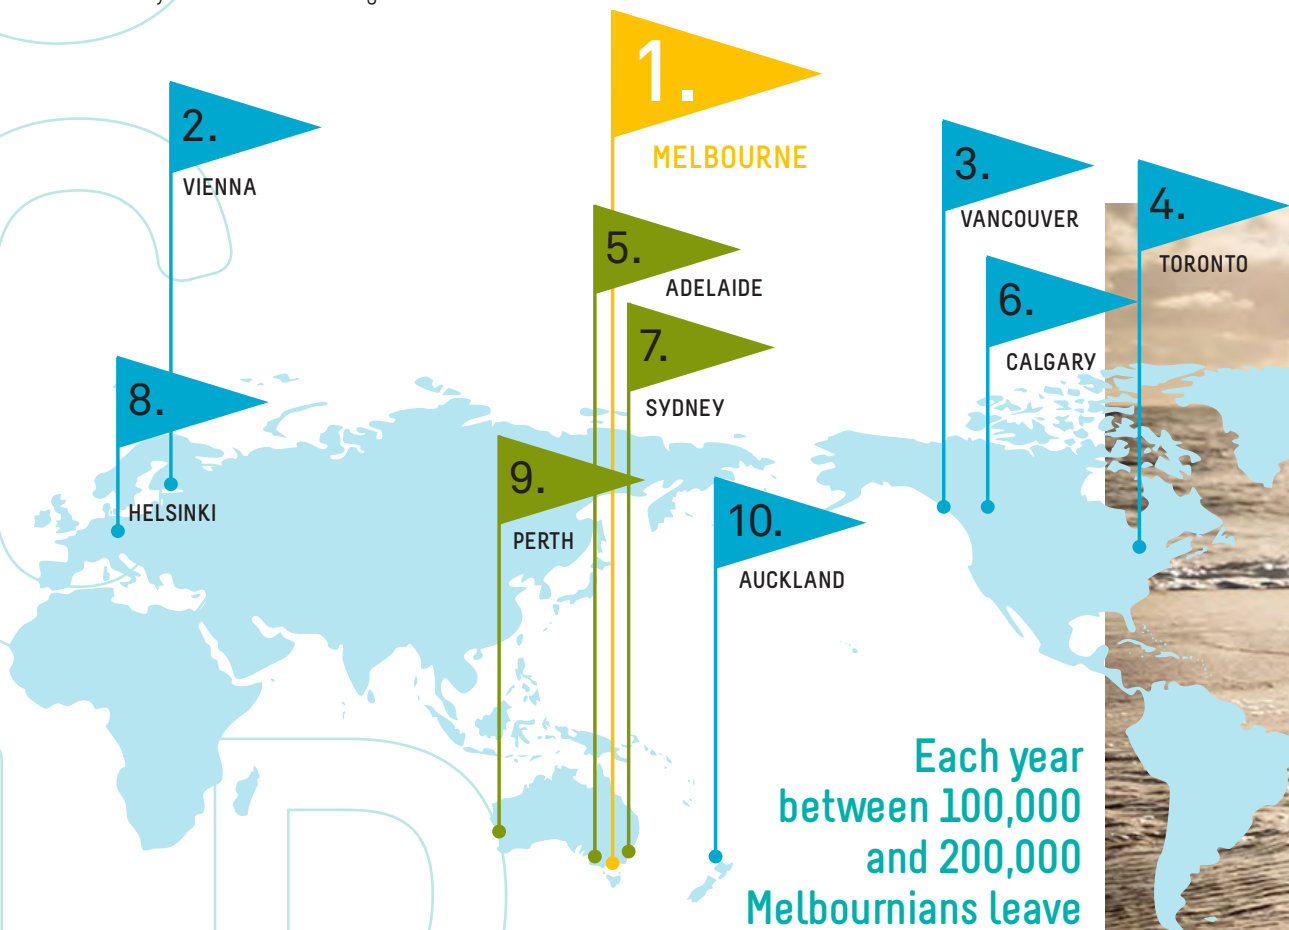 1.
MELBOURNE
2.
VIENNA
3.
VANCOUVER
4.
TORONTO
5.
ADELAIDE
6.
CALGARY
7.
SYDNEY
8.
HELSINKI
9.
PERTH
10.
AUCKLAND
Each year
between 100,000
and 200,000
Melbournians leave